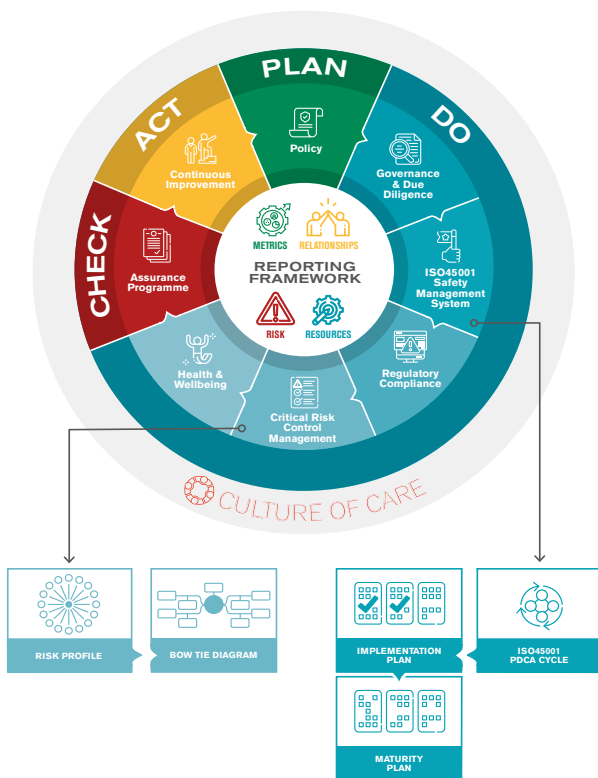 PLAN
DO
ACT
CHECK
Policy
Governance
& Due
Diligence
ISO45001
Safety
Management
System
Regulatory
Compliance
Critical Risk
Control
Management
Health &
Wellbeing
Assurance
Programme
Continuous
Improvement
METRICS
RELATIONSHIPS
REPORTING
FRAMEWORK
RISK
RESOURCES
CULTURE OF CARE
RISK PROFILE
BOW TIE DIAGRAM
IMPLEMENTATION
PLAN
ISO45001
PDCA CYCLE
MATURITY
PLAN